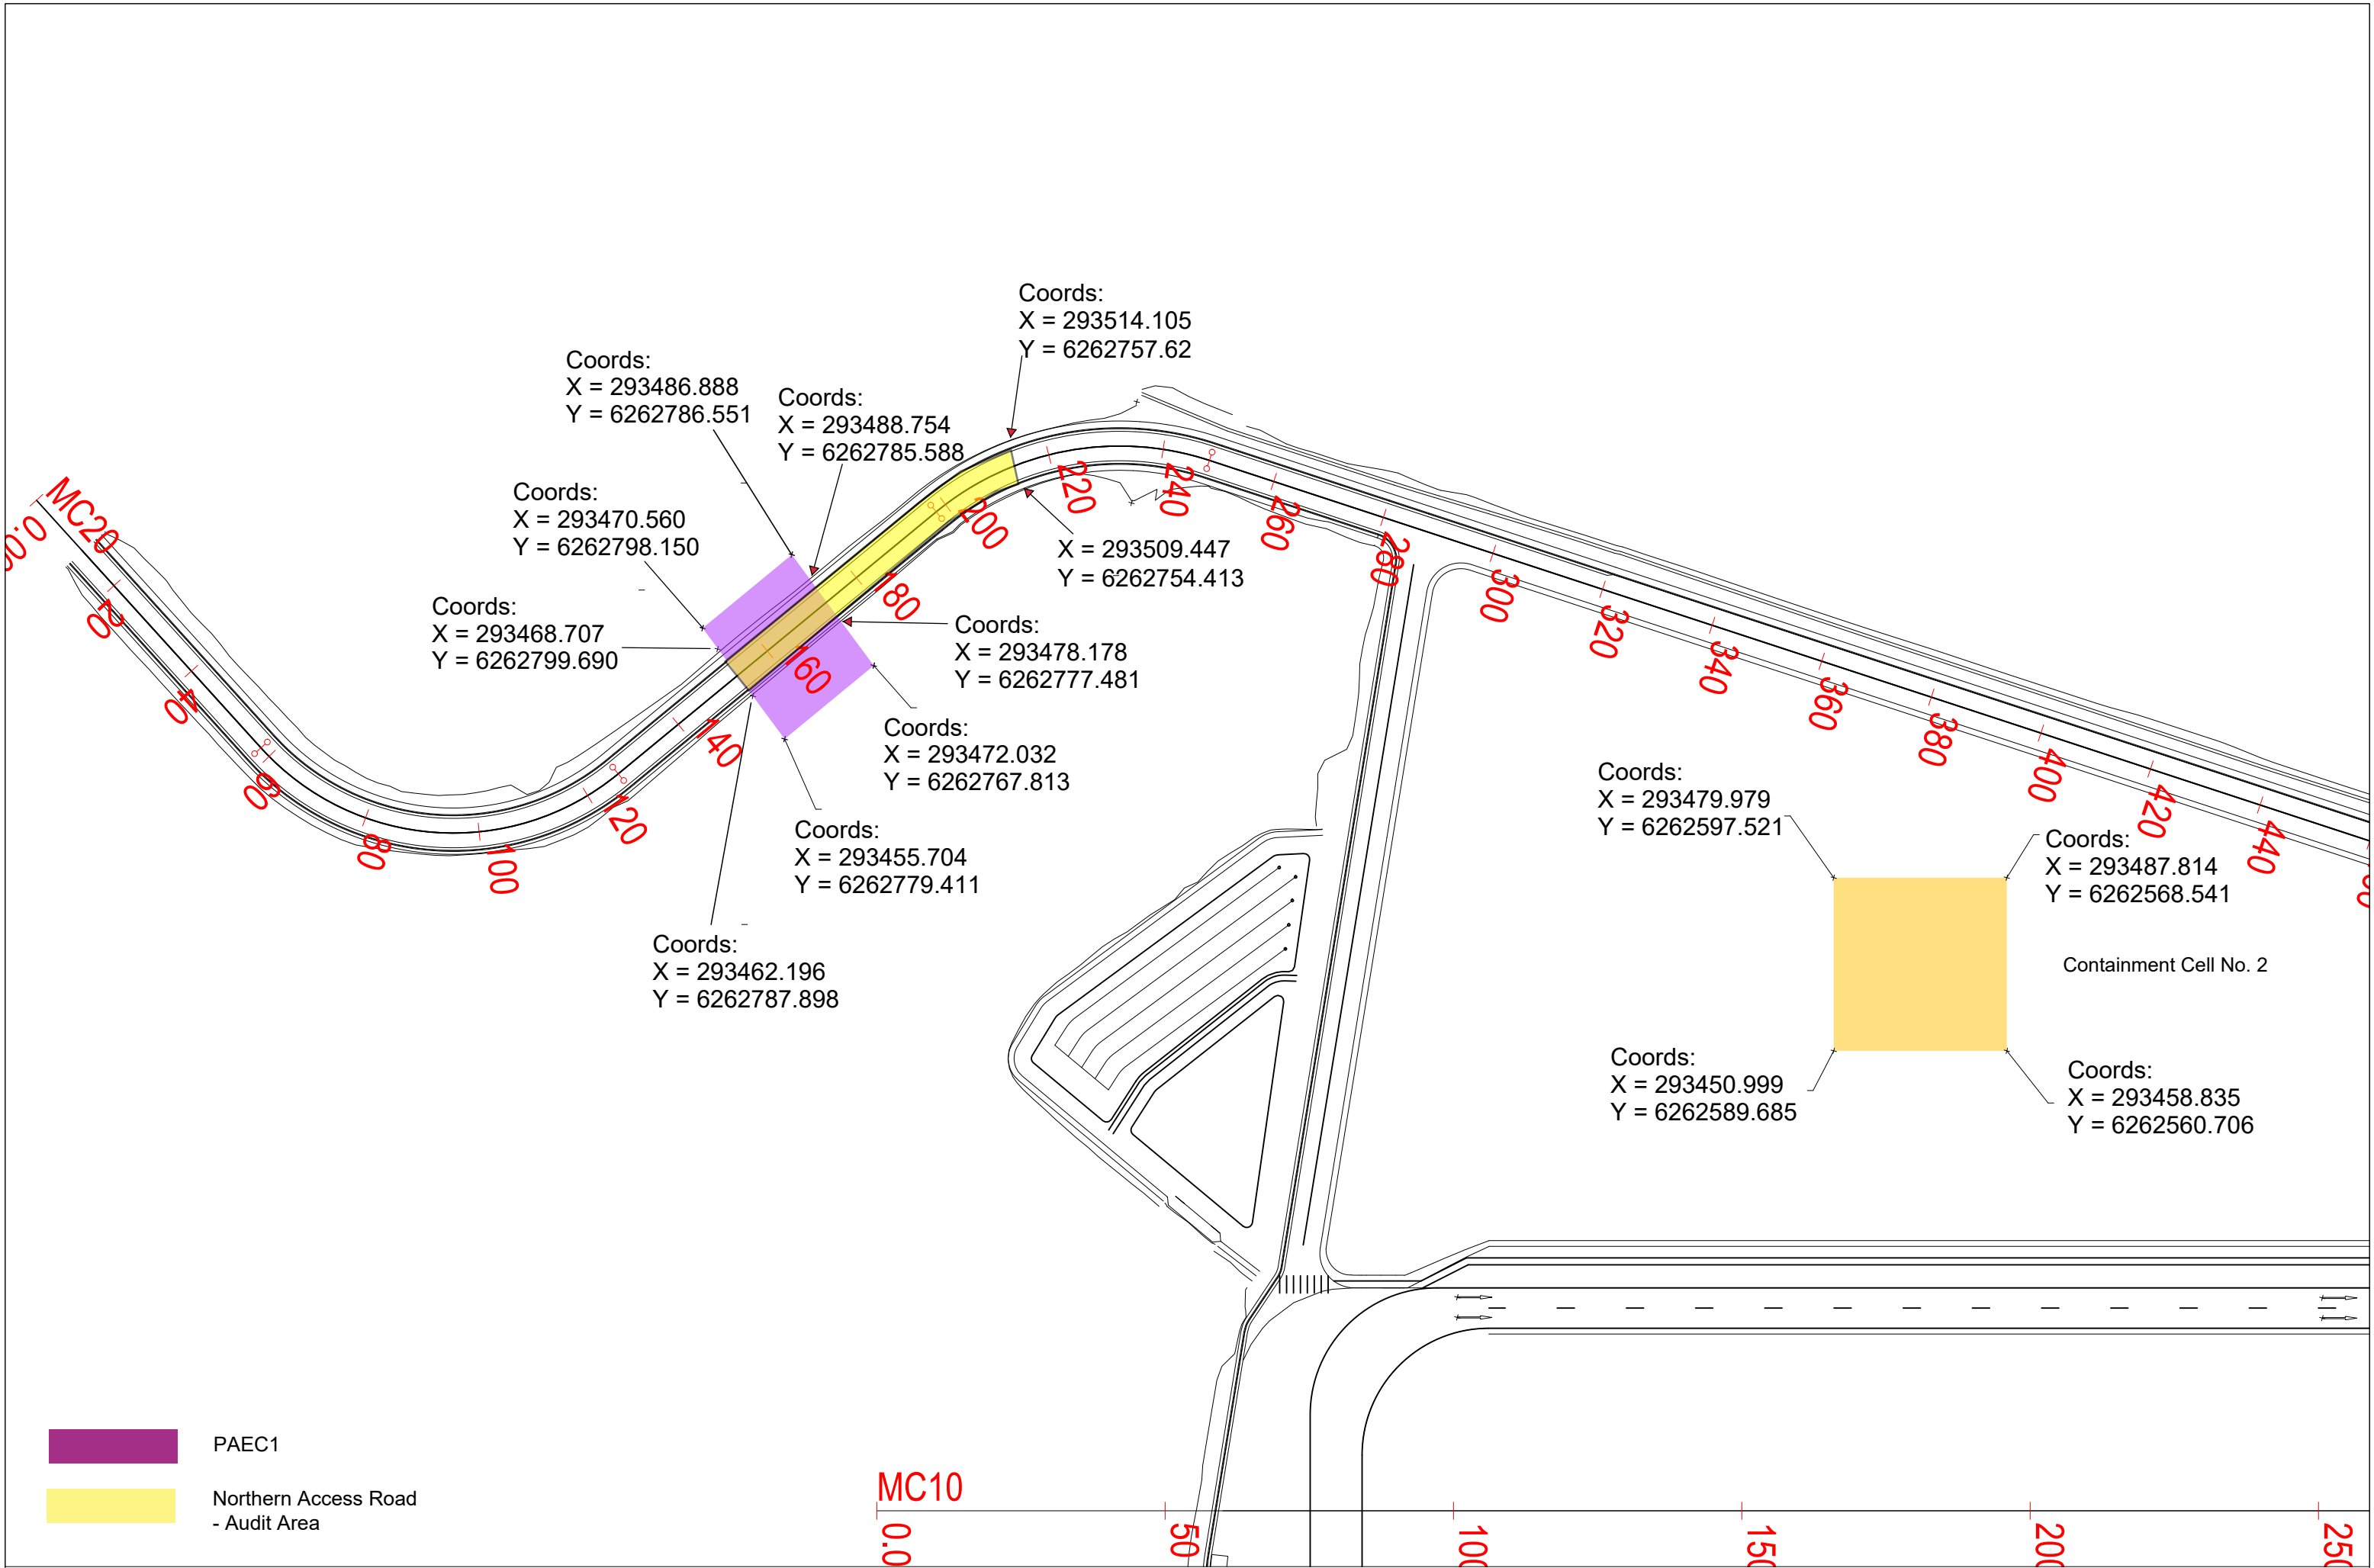 Coords:
X = 293514.105
Y = 6262757.62
Coords:
X = 293486.888
Y = 6262786.551
Coords:
X = 293488.754
Y = 6262785.588
Coords:
X = 293470.560
Y = 6262798.150
X = 293509.447
Y = 6262754.413
Coords:
X = 293468.707
Y = 6262799.690
Coords:
X = 293478.178
Y = 6262777.481
Coords:
X = 293472.032
Y = 6262767.813
Coords:
X = 293455.704
Y = 6262779.411
Coords:
X = 293462.196
Y = 6262787.898
MC20
20
40
60
80
100
120
140
160
180
200
220
240
260
280
300
320
340
360
380
400
420
440
Coords:
X = 293479.979
Y = 6262597.521
Coords:
X = 293487.814
Y = 6262568.541
Containment Cell No. 2
Coords:
X = 293450.999
Y = 6262589.685
Coords:
X = 293458.835
Y = 6262560.706
PAEC1
Northern Access Road
- Audit Area
MC10
0.0
50
100
150
200
250